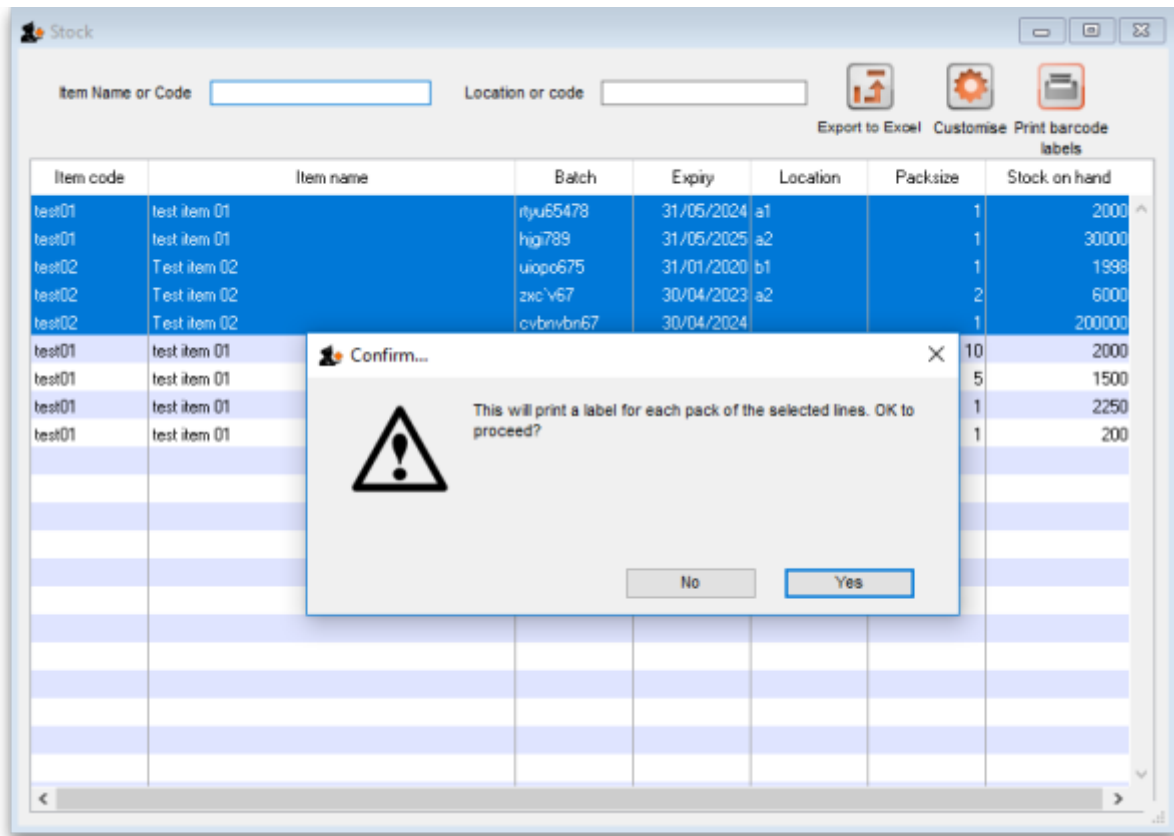 Stock
Item Name or Code Location or code
Export to Excel Customise Print barcode labels
Item code Item name Batch Expiry Location Packsize Stock on hand
test01 test item 01 rtyu65478 31/05/2024 a1 1 2000
test01 test item 01 hjgi789 31/05/2025 a2 1 30000
test02 Test item 02 uiopo675 31/01/2020 b1 1 1998
test02 Test item 02 zxc`v67 30/04/2023 a2 2 6000
test02 Test item 02 cvbnvbn67 30/04/2024 1 200000
test01 test item 01 10 2000
test01 test item 01 5 1500
test01 test item 01 1 2250
test01 test item 01 1 200
Confirm...
This will print a label for each pack of the selected lines. OK to
proceed?
No Yes